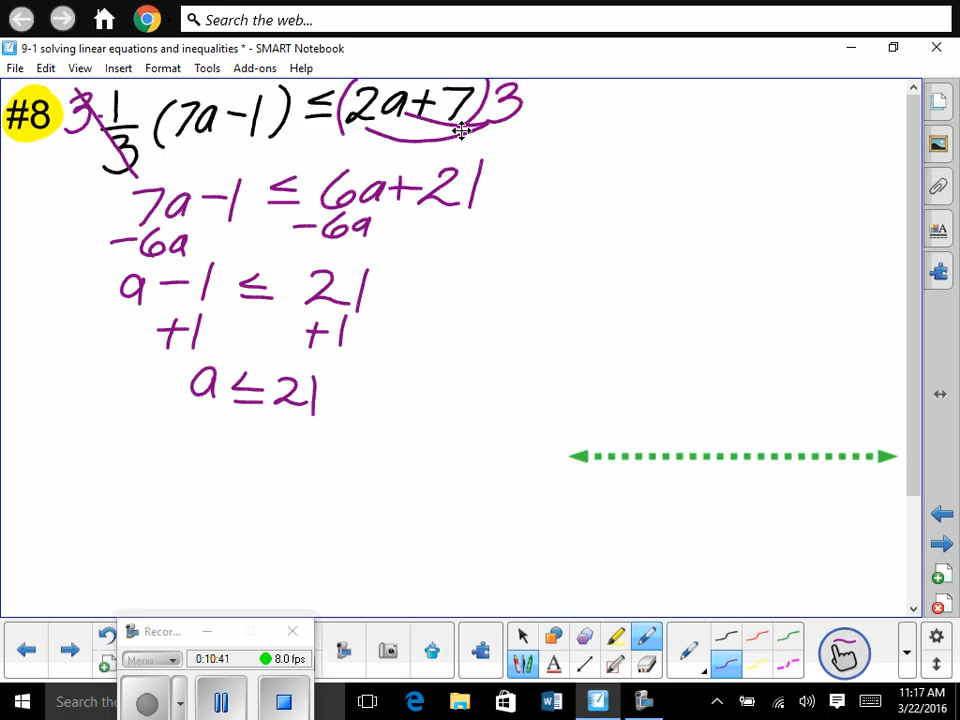 Search the web...
9-1 solving linear equations and inequalities * - SMART Notebook
File Edit View Insert Format Tools Add-ons Help
#8 3· 1/3 (7a-1) ≤ (2a+7)3
7a-1 ≤ 6a+21
-6a -6a
a-1 ≤ 21
+1 +1
a ≤ 21
Recor...
Menu 0:10:41 8.0 fps
Search the
11:17 AM
3/22/2016